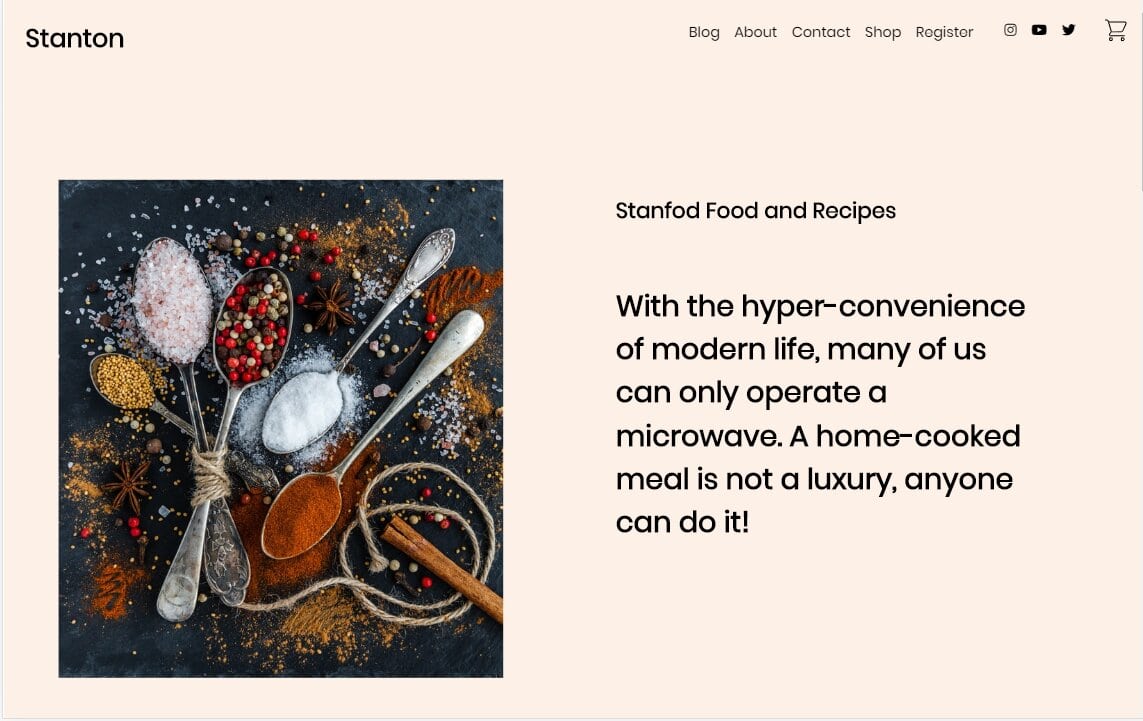 Stanton
Blog About Contact Shop Register
Stanfod Food and Recipes
With the hyper-convenience
of modern life, many of us
can only operate a
microwave. A home-cooked
meal is not a luxury, anyone
can do it!